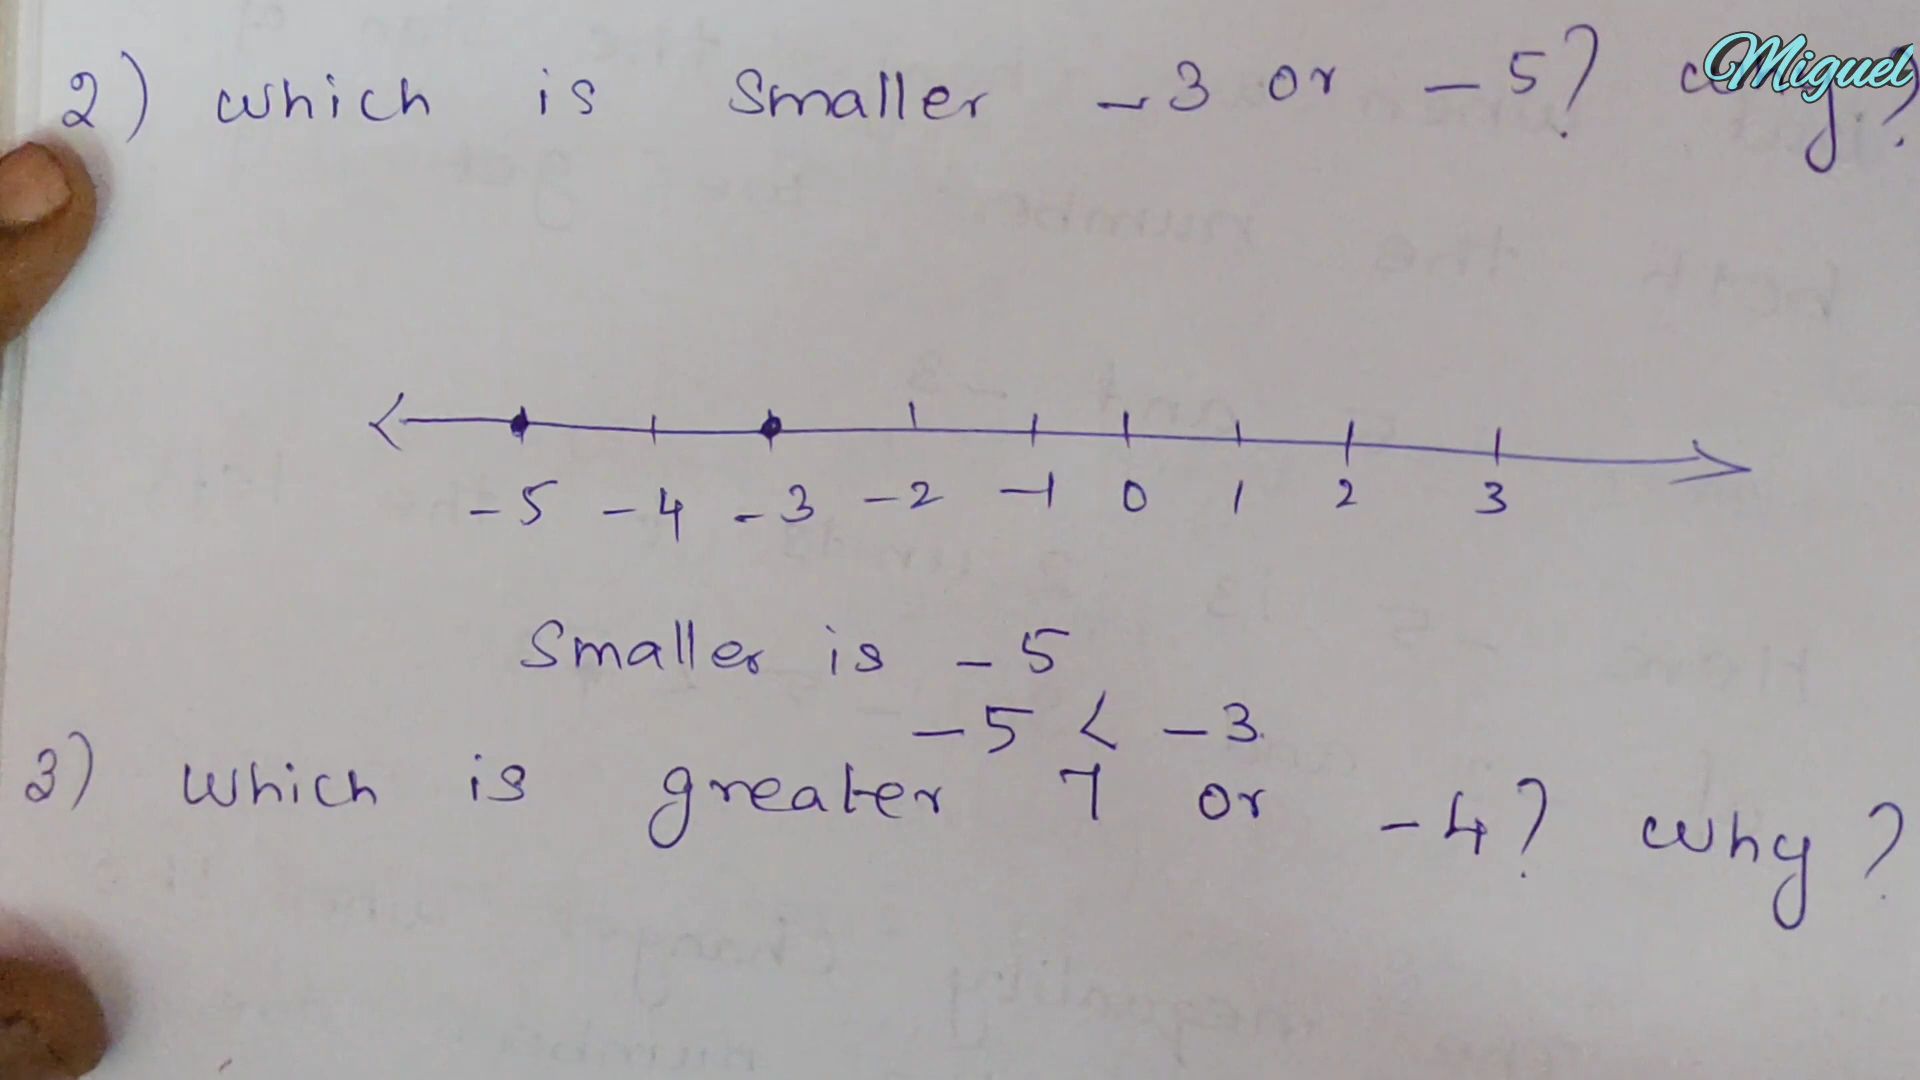 2) which is smaller -3 or -5? why?
Miguel
-5 -4 -3 -2 -1 0 1 2 3
Smaller is -5
-5 < -3
3) which is greater 7 or -4? why?